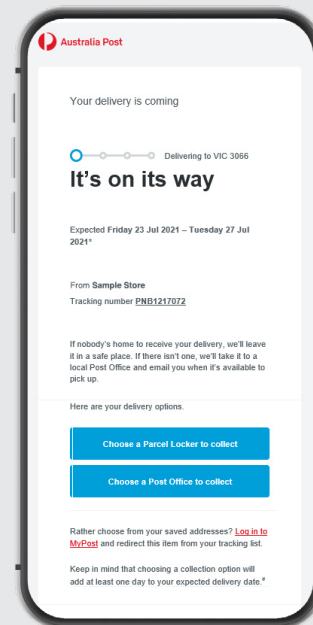 Australia Post
Your delivery is coming
Delivering to VIC 3066
It's on its way
Expected Friday 23 Jul 2021 – Tuesday 27 Jul
2021*
From Sample Store
Tracking number PNB1217072
If nobody's home to receive your delivery, we'll leave
it in a safe place. If there isn't one, we'll take it to a
local Post Office and email you when it's available to
pick up.
Here are your delivery options.
Choose a Parcel Locker to collect
Choose a Post Office to collect
Rather choose from your saved addresses? Log in to
MyPost and redirect this item from your tracking list.
Keep in mind that choosing a collection option will
add at least one day to your expected delivery date.#